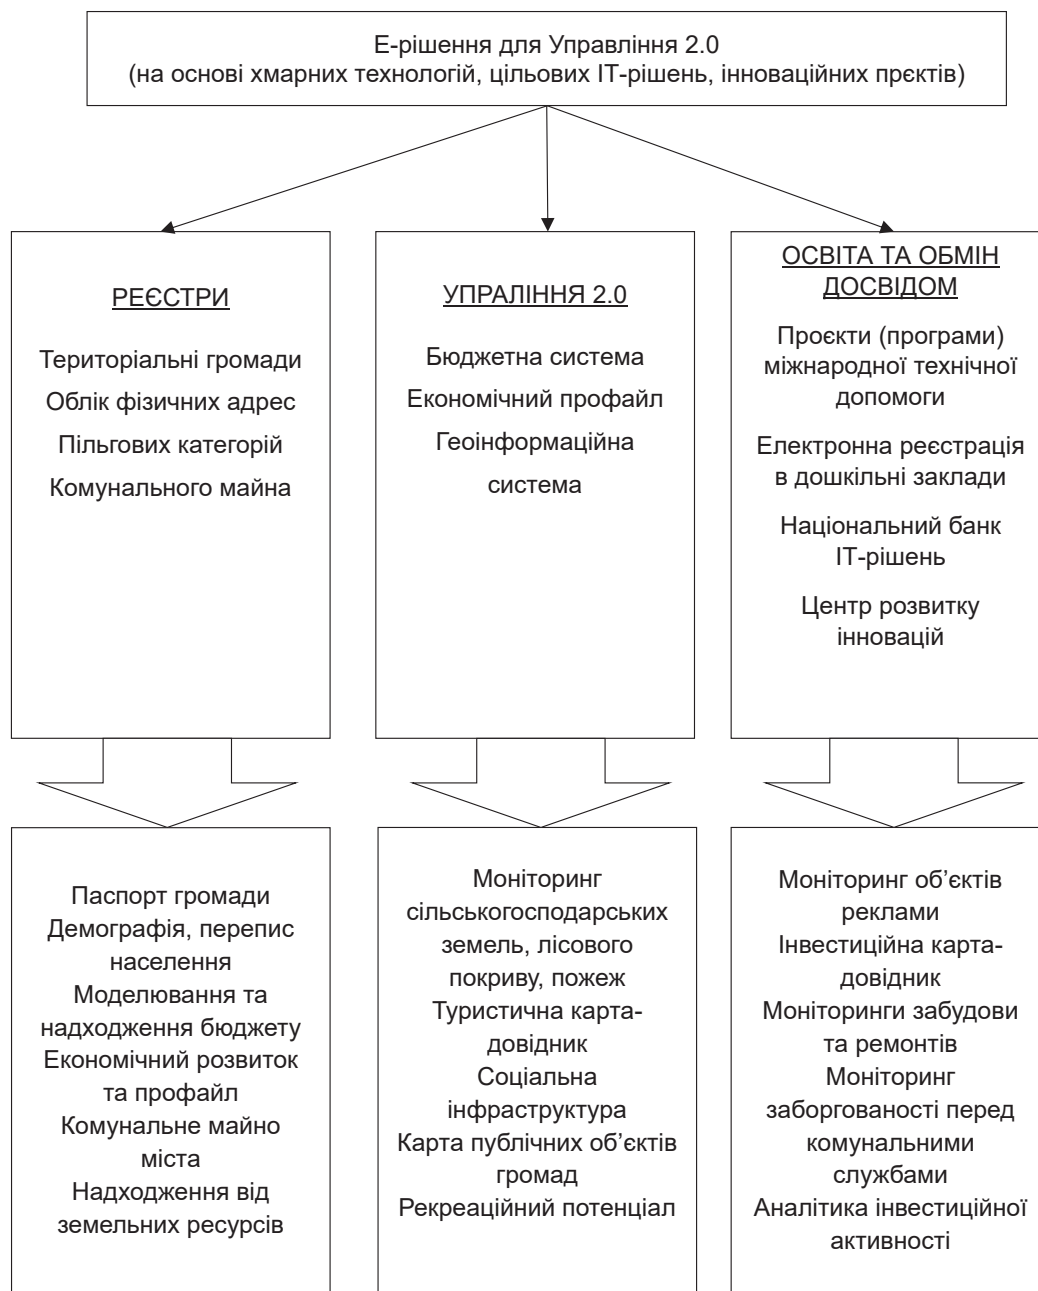 Е-рішення для Управління 2.0
(на основі хмарних технологій, цільових ІТ-рішень, інноваційних прєктів)
РЕЄСТРИ
Територіальні громади
Облік фізичних адрес
Пільгових категорій
Комунального майна
УПРАЛІННЯ 2.0
Бюджетна система
Економічний профайл
Геоінформаційна
система
ОСВІТА ТА ОБМІН
ДОСВІДОМ
Проєкти (програми)
міжнародної технічної
допомоги
Електронна реєстрація
в дошкільні заклади
Національний банк
ІТ-рішень
Центр розвитку
інновацій
Паспорт громади
Демографія, перепис
населення
Моделювання та
надходження бюджету
Економічний розвиток
та профайл
Комунальне майно
міста
Надходження від
земельних ресурсів
Моніторинг
сільськогосподарських
земель, лісового
покриву, пожеж
Туристична карта-
довідник
Соціальна
інфраструктура
Карта публічних об’єктів
громад
Рекреаційний потенціал
Моніторинг об’єктів
реклами
Інвестиційна карта-
довідник
Моніторинги забудови
та ремонтів
Моніторинг
заборгованості перед
комунальними
службами
Аналітика інвестиційної
активності